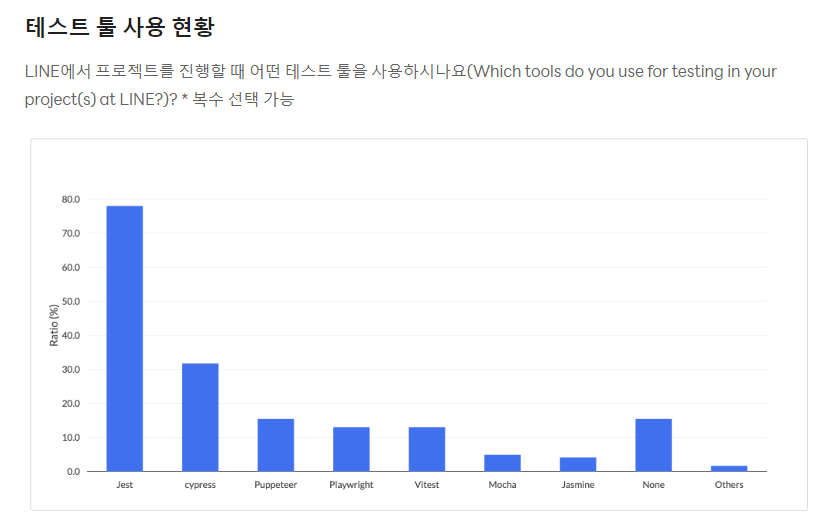 테스트 툴 사용 현황
LINE에서 프로젝트를 진행할 때 어떤 테스트 툴을 사용하시나요(Which tools do you use for testing in your
project(s) at LINE?)? * 복수 선택 가능
80.0
70.0
60.0
50.0
40.0
30.0
20.0
10.0
0.0
Ratio (%)
Jest cypress Puppeteer Playwright Vitest Mocha Jasmine None Others